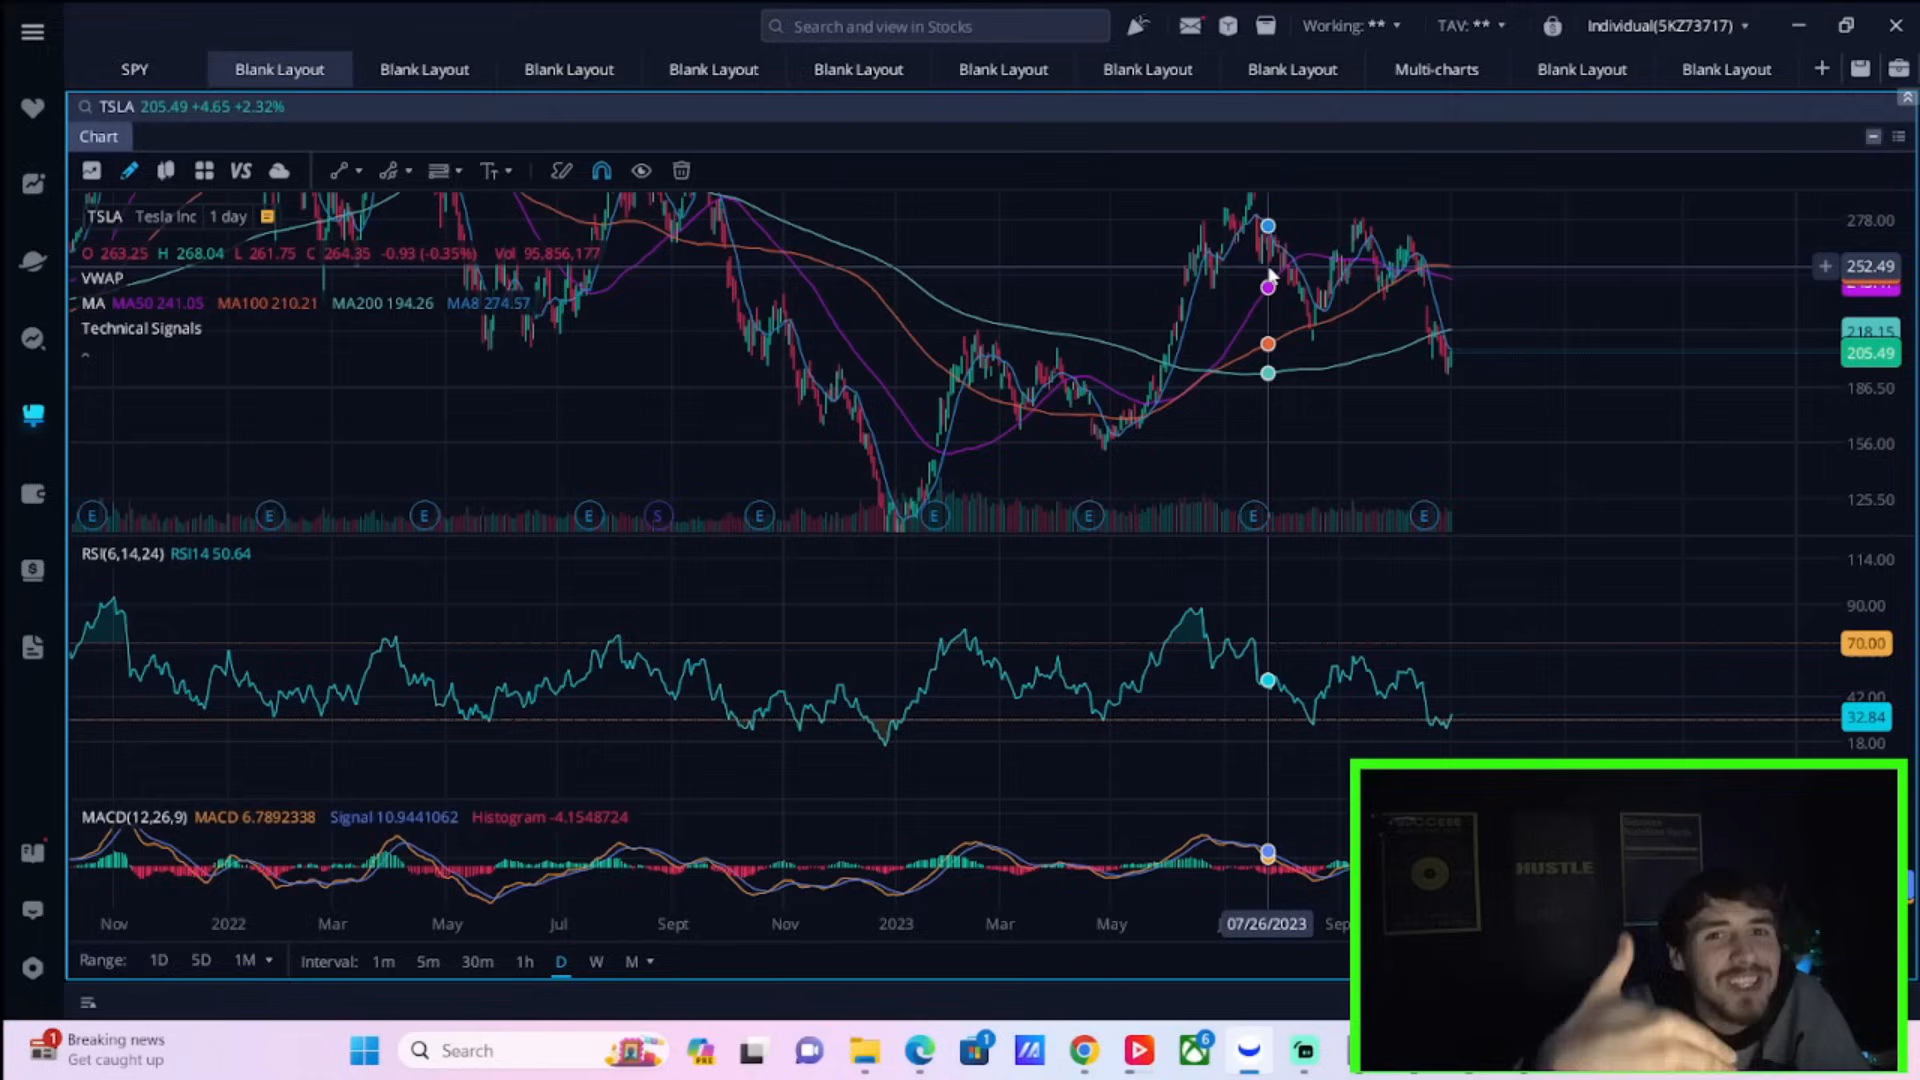 Search and view in Stocks
Working: **
TAV: **
Individual(5KZ73717)
SPY
Blank Layout
Blank Layout
Blank Layout
Blank Layout
Blank Layout
Blank Layout
Blank Layout
Blank Layout
Multi-charts
Blank Layout
Blank Layout
TSLA 205.49 +4.65 +2.32%
Chart
VS
TSLA Tesla Inc 1 day
O 263.25 H 268.04 L 261.75 C 264.35 -0.93 (-0.35%) Vol 95,856,177
VWAP
MA MA50 241.05 MA100 210.21 MA200 194.26 MA8 274.57
Technical Signals
278.00
252.49
218.15
205.49
186.50
156.00
125.50
E E E E S E E E E E
RSI(6,14,24) RSI14 50.64
114.00
90.00
70.00
42.00
32.84
18.00
MACD(12,26,9) MACD 6.7892338 Signal 10.9441062 Histogram -4.1548724
SUCCESS
HUSTLE
Nov 2022 Mar May Jul Sept Nov 2023 Mar May 07/26/2023 Sep
Range: 1D 5D 1M Interval: 1m 5m 30m 1h D W M
1
Breaking news
Get caught up
Search
PRE
1
6